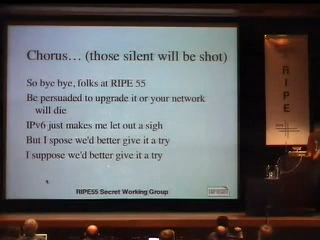 Chorus… (those silent will be shot)
So bye bye, folks at RIPE 55
Be persuaded to upgrade it or your network
will die
IPv6 just makes me let out a sigh
But I spose we'd better give it a try
I suppose we'd better give it a try
RIPE55 Secret Working Group
R
I
P
E